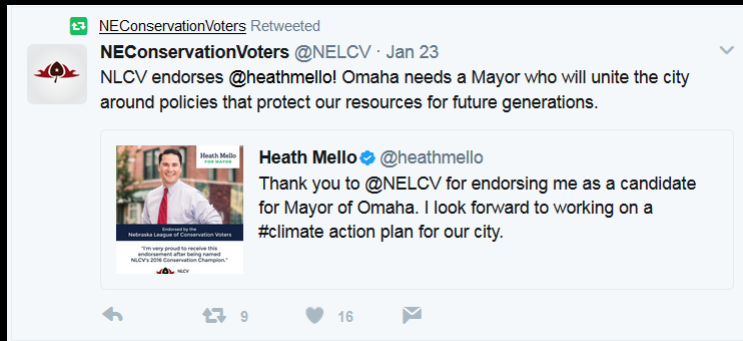 NEConservationVoters Retweeted
NEConservationVoters @NELCV · Jan 23
NLCV endorses @heathmello! Omaha needs a Mayor who will unite the city
around policies that protect our resources for future generations.
Heath Mello
FOR MAYOR
Endorsed by the
Nebraska League of Conservation Voters
"I'm very proud to receive this
endorsement after being named
NLCV's 2016 Conservation Champion."
NLCV
Heath Mello @heathmello
Thank you to @NELCV for endorsing me as a candidate
for Mayor of Omaha. I look forward to working on a
#climate action plan for our city.
9
16